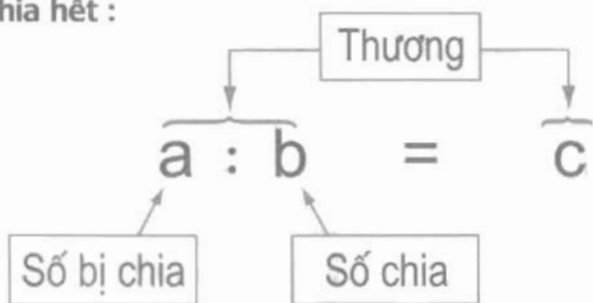 hia hết :
Thương
a : b = c
Số bị chia
Số chia